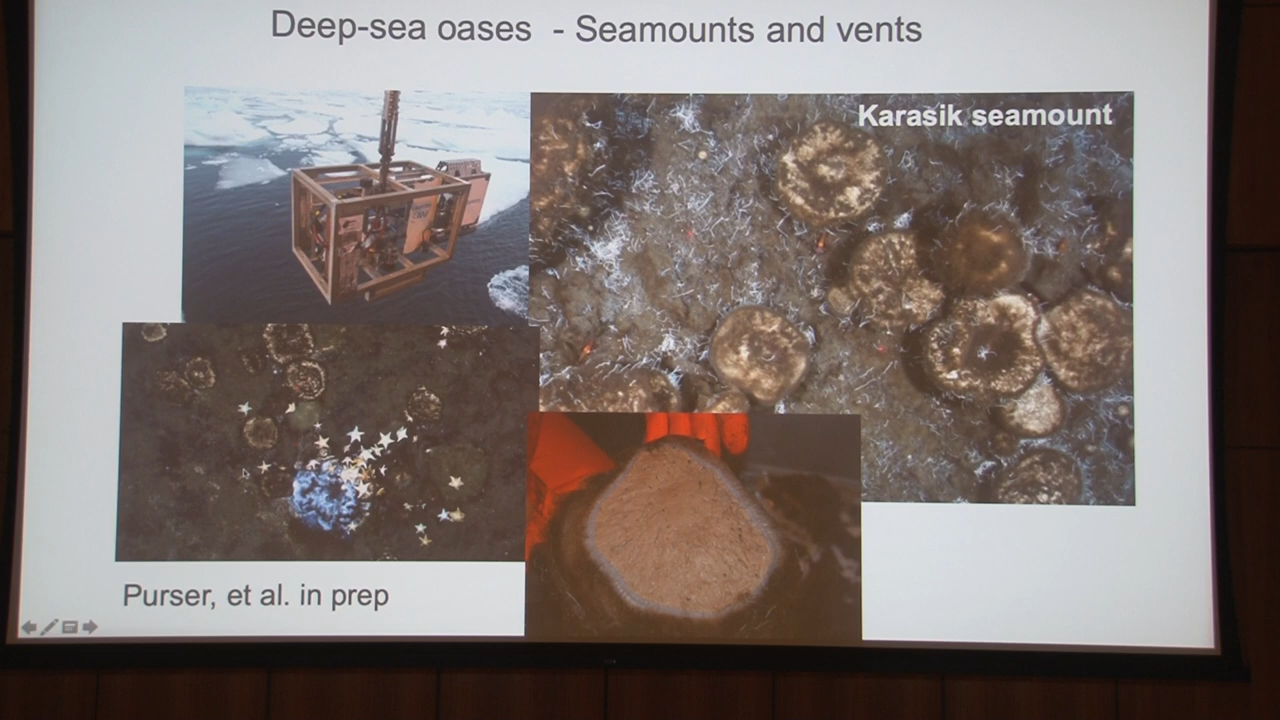 Deep-sea oases - Seamounts and vents
Karasik seamount
Purser, et al. in prep